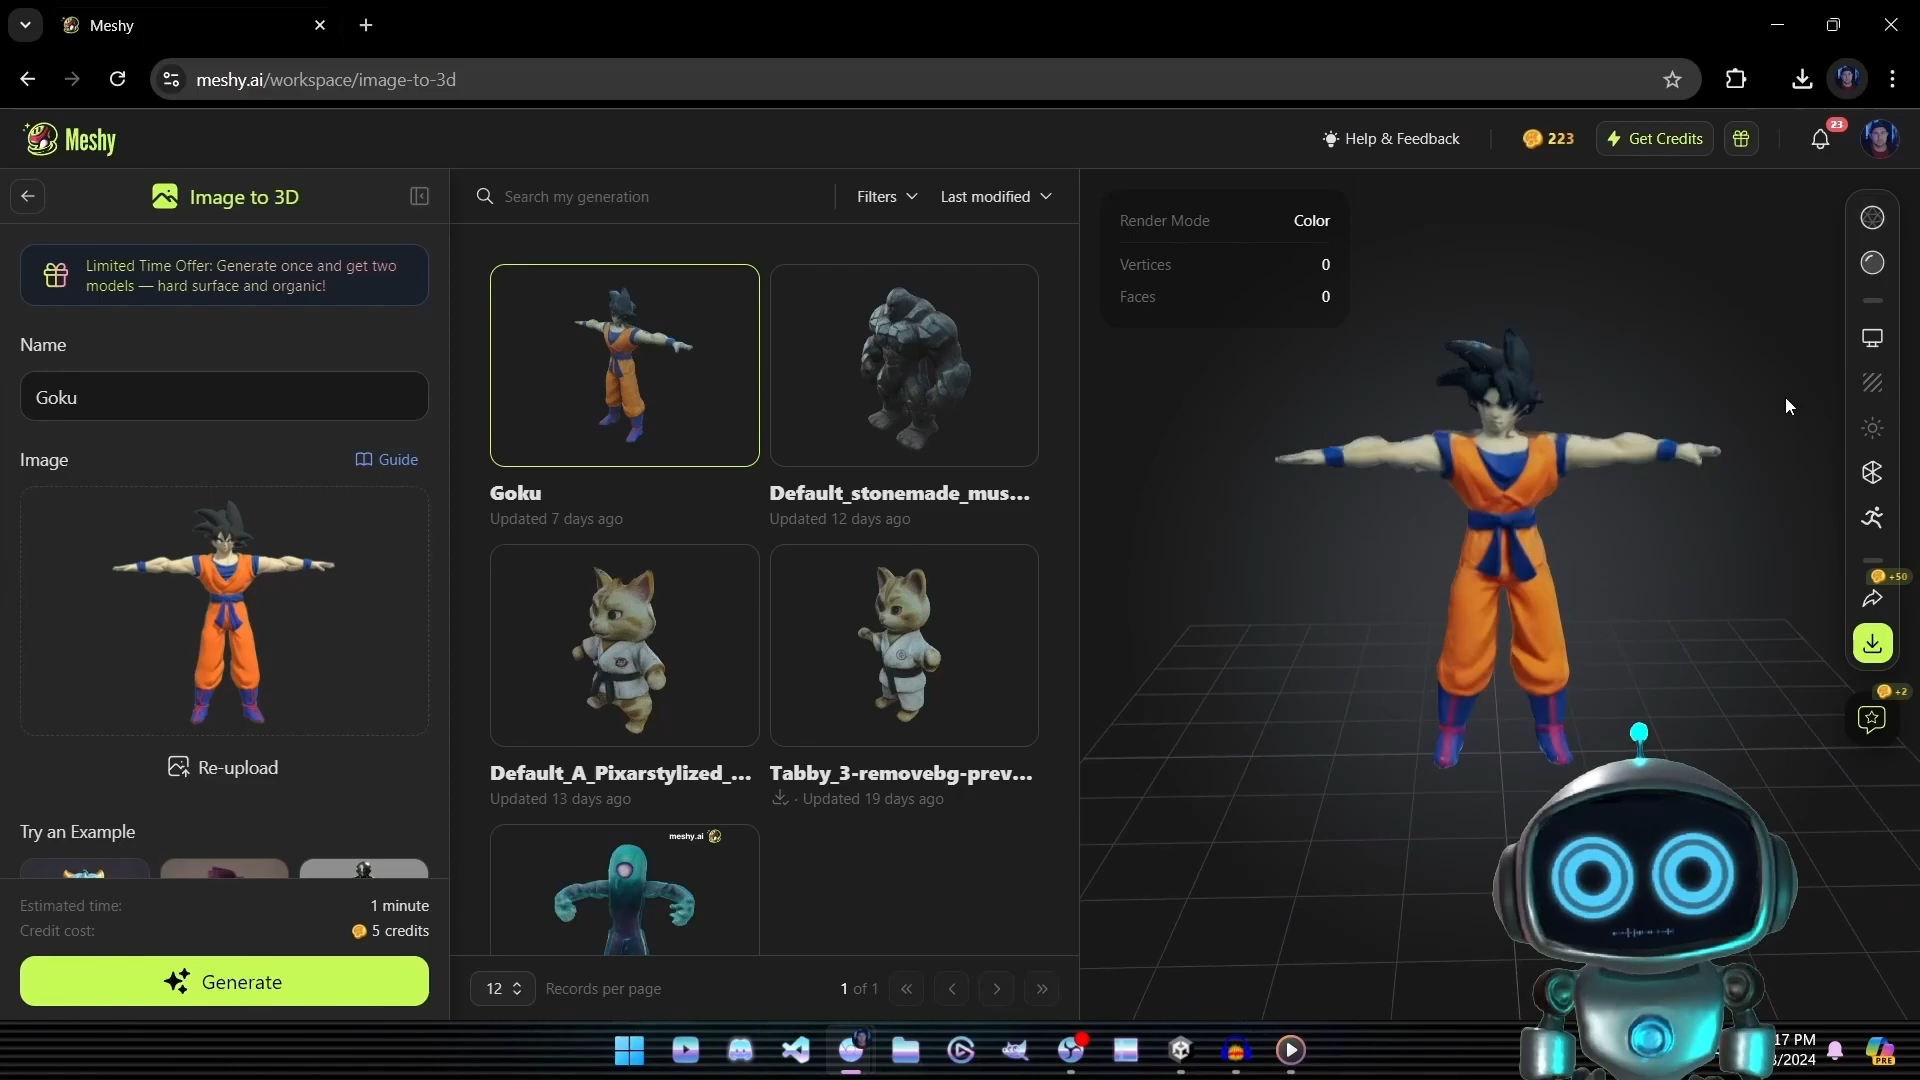 Meshy
meshy.ai/workspace/image-to-3d
Meshy
Help & Feedback
223
Get Credits
23
Image to 3D
Search my generation
Filters
Last modified
Render Mode
Color
Vertices
0
Faces
0
Limited Time Offer: Generate once and get two
models — hard surface and organic!
Name
Goku
Image
Guide
Re-upload
Try an Example
Estimated time:
1 minute
Credit cost:
5 credits
Generate
Goku
Updated 7 days ago
Default_stonemade_mus...
Updated 12 days ago
Default_A_Pixarstylized_...
Updated 13 days ago
Tabby_3-removebg-prev...
· Updated 19 days ago
meshy.ai
12
Records per page
1 of 1
+50
+2
17 PM
/2024
PRE